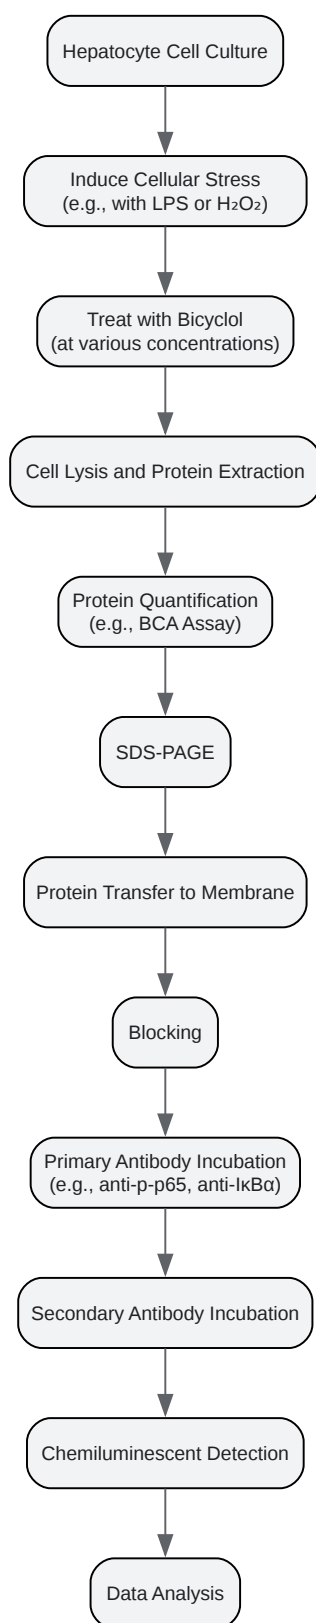 Hepatocyte Cell Culture
Induce Cellular Stress
(e.g., with LPS or H₂O₂)
Treat with Bicyclol
(at various concentrations)
Cell Lysis and Protein Extraction
Protein Quantification
(e.g., BCA Assay)
SDS-PAGE
Protein Transfer to Membrane
Blocking
Primary Antibody Incubation
(e.g., anti-p-p65, anti-IκBα)
Secondary Antibody Incubation
Chemiluminescent Detection
Data Analysis